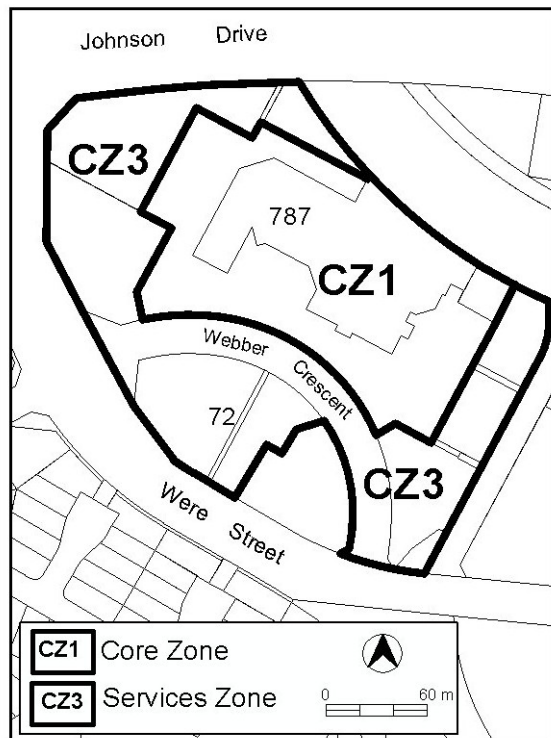 Johnson Drive
CZ3
787
CZ1
Webber Crescent
72
CZ3
Were Street
CZ1 Core Zone
CZ3 Services Zone
0 60 m